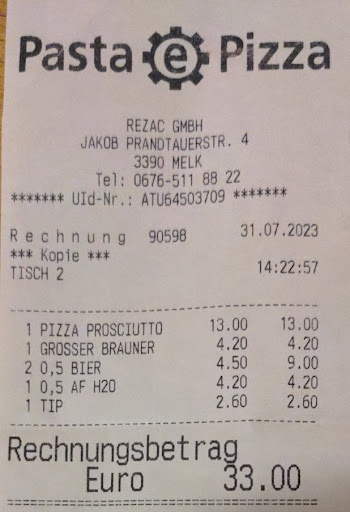 Pasta e Pizza
REZAC GMBH
JAKOB PRANDTAUERSTR. 4
3390 MELK
Tel: 0676-511 88 22
******* UId-Nr.: ATU64503709 *******
Rechnung 90598 31.07.2023
*** Kopie ***
TISCH 2 14:22:57
1 PIZZA PROSCIUTTO 13.00 13.00
1 GROSSER BRAUNER 4.20 4.20
2 0,5 BIER 4.50 9.00
1 0,5 AF H2O 4.20 4.20
1 TIP 2.60 2.60
Rechnungsbetrag
Euro 33.00